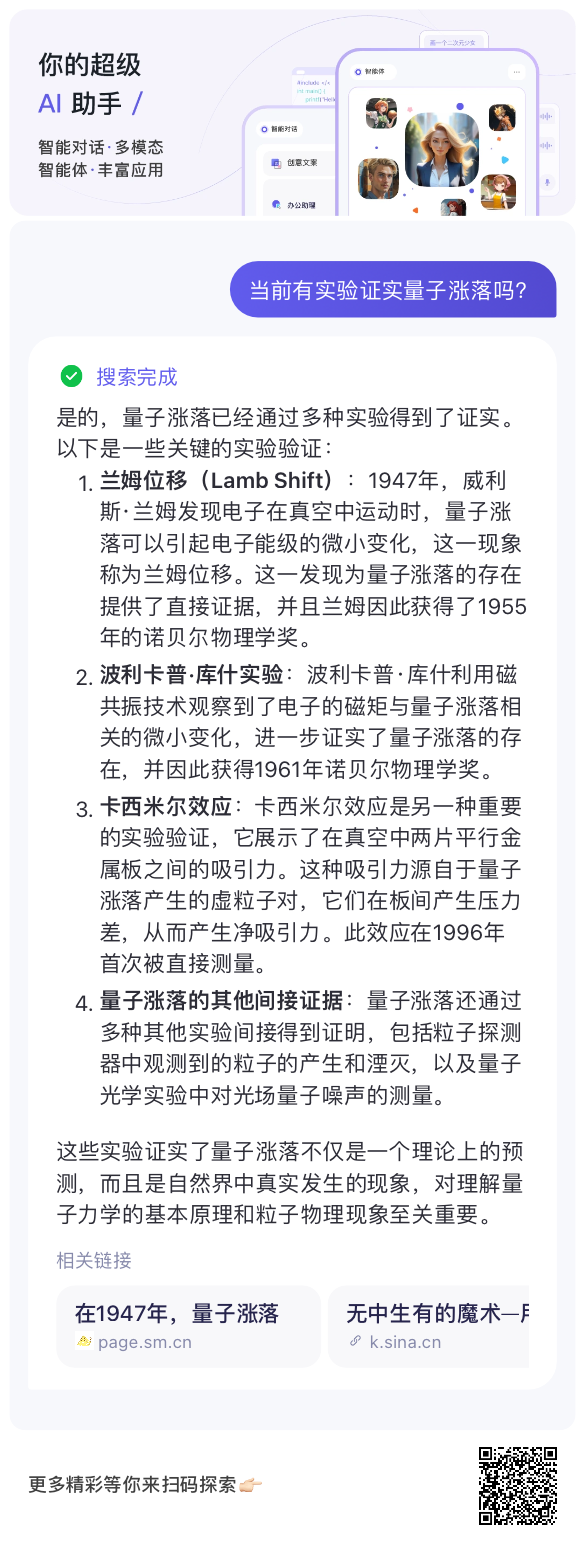 你的超级
AI 助手 /
智能对话·多模态
智能体·丰富应用
画一个二次元少女
智能体
#include </>
int main() {
智能对话
创意文案
办公助理
当前有实验证实量子涨落吗？
搜索完成
是的，量子涨落已经通过多种实验得到了证实。
以下是一些关键的实验验证：
1. 兰姆位移（Lamb Shift）：1947年，威利
斯·兰姆发现电子在真空中运动时，量子涨
落可以引起电子能级的微小变化，这一现象
称为兰姆位移。这一发现为量子涨落的存在
提供了直接证据，并且兰姆因此获得了1955
年的诺贝尔物理学奖。
2. 波利卡普·库什实验：波利卡普·库什利用磁
共振技术观察到了电子的磁矩与量子涨落相
关的微小变化，进一步证实了量子涨落的存
在，并因此获得1961年诺贝尔物理学奖。
3. 卡西米尔效应：卡西米尔效应是另一种重要
的实验验证，它展示了在真空中两片平行金
属板之间的吸引力。这种吸引力源自于量子
涨落产生的虚粒子对，它们在板间产生压力
差，从而产生净吸引力。此效应在1996年
首次被直接测量。
4. 量子涨落的其他间接证据：量子涨落还通过
多种其他实验间接得到证明，包括粒子探测
器中观测到的粒子的产生和湮灭，以及量子
光学实验中对光场量子噪声的测量。
这些实验证实了量子涨落不仅是一个理论上的预
测，而且是自然界中真实发生的现象，对理解量
子力学的基本原理和粒子物理现象至关重要。
相关链接
在1947年，量子涨落
page.sm.cn
无中生有的魔术—
k.sina.cn
更多精彩等你来扫码探索👉🏻